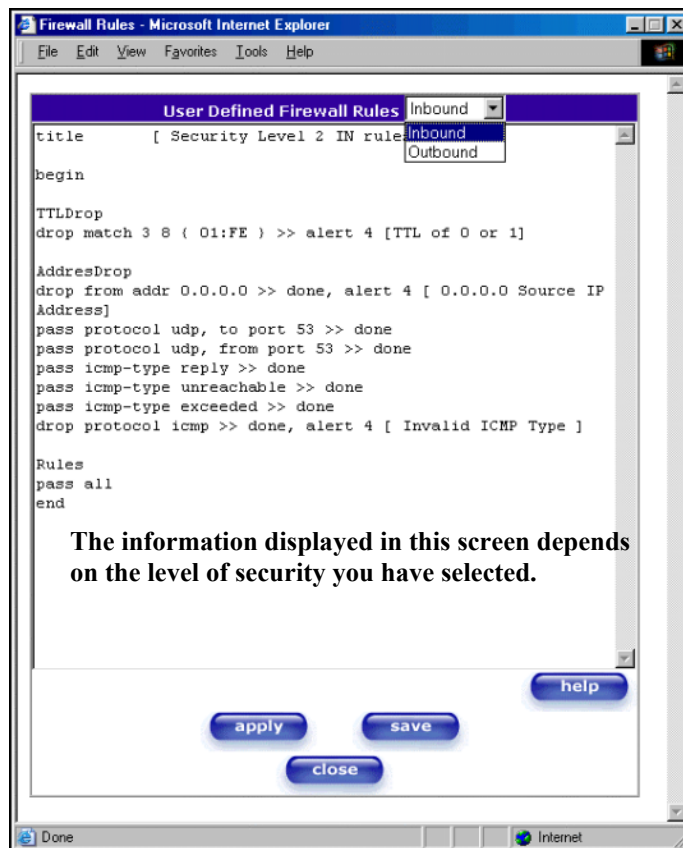 Firewall Rules - Microsoft Internet Explorer
File Edit View Favorites Tools Help
User Defined Firewall Rules Inbound
Inbound
Outbound
title [ Security Level 2 IN rules
begin
TTLDrop
drop match 3 8 ( 01:FE ) >> alert 4 [TTL of 0 or 1]
AddresDrop
drop from addr 0.0.0.0 >> done, alert 4 [ 0.0.0.0 Source IP
Address]
pass protocol udp, to port 53 >> done
pass protocol udp, from port 53 >> done
pass icmp-type reply >> done
pass icmp-type unreachable >> done
pass icmp-type exceeded >> done
drop protocol icmp >> done, alert 4 [ Invalid ICMP Type ]
Rules
pass all
end
The information displayed in this screen depends
on the level of security you have selected.
help
apply save
close
Done Internet